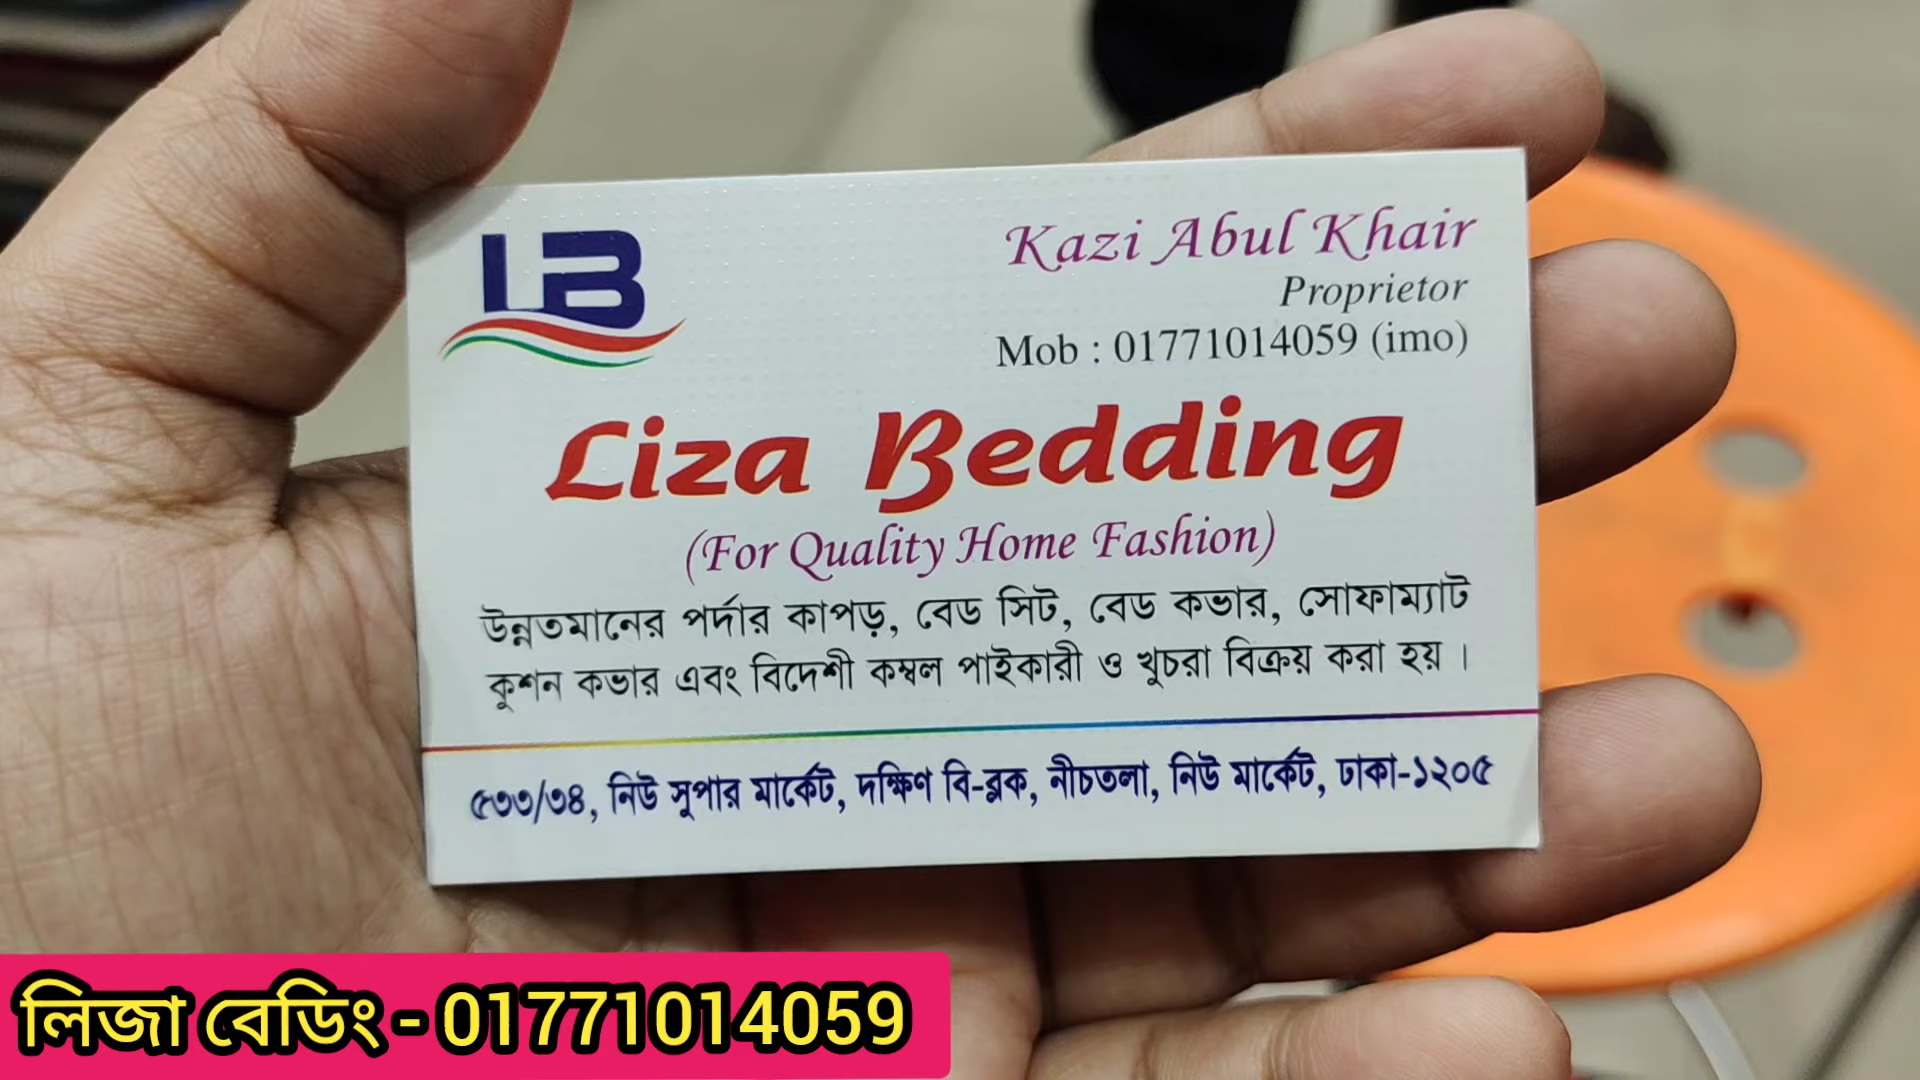 LB
Kazi Abul Khair
Proprietor
Mob : 01771014059 (imo)
Liza Bedding
(For Quality Home Fashion)
উন্নতমানের পর্দার কাপড়, বেড সিট, বেড কভার, সোফাম্যাট
কুশন কভার এবং বিদেশী কম্বল পাইকারী ও খুচরা বিক্রয় করা হয়।
৫৩৩/৩৪, নিউ সুপার মার্কেট, দক্ষিণ বি-ব্লক, নীচতলা, নিউ মার্কেট, ঢাকা-১২০৫
লিজা বেডিং - 01771014059